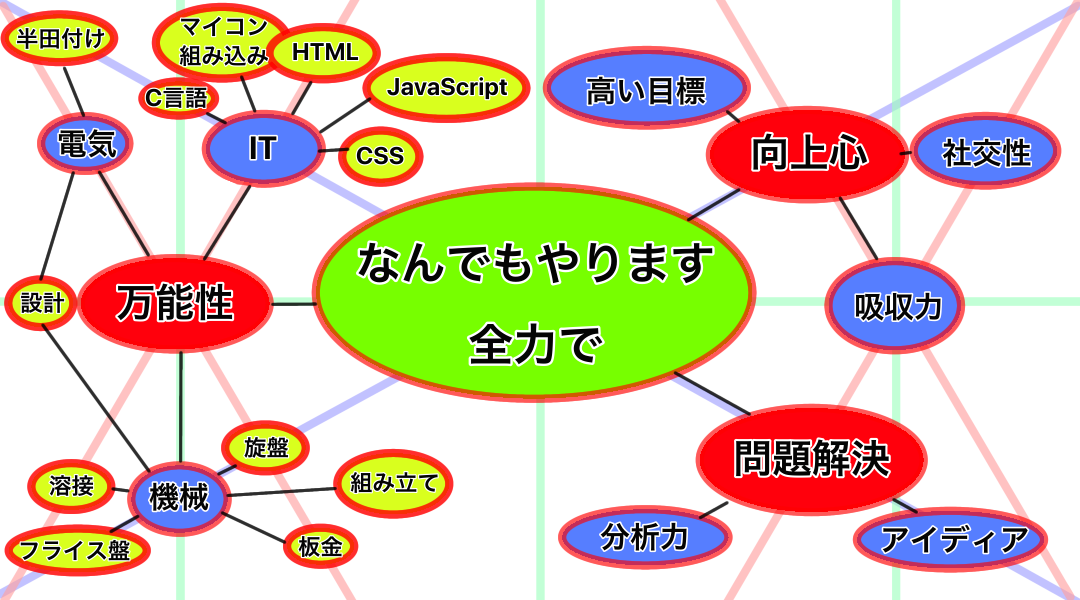 半田付け
マイコン
組み込み
HTML
C言語
JavaScript
電気
IT
CSS
高い目標
向上心
社交性
なんでもやります
全力で
設計
万能性
吸収力
旋盤
溶接
機械
組み立て
フライス盤
板金
問題解決
分析力
アイディア